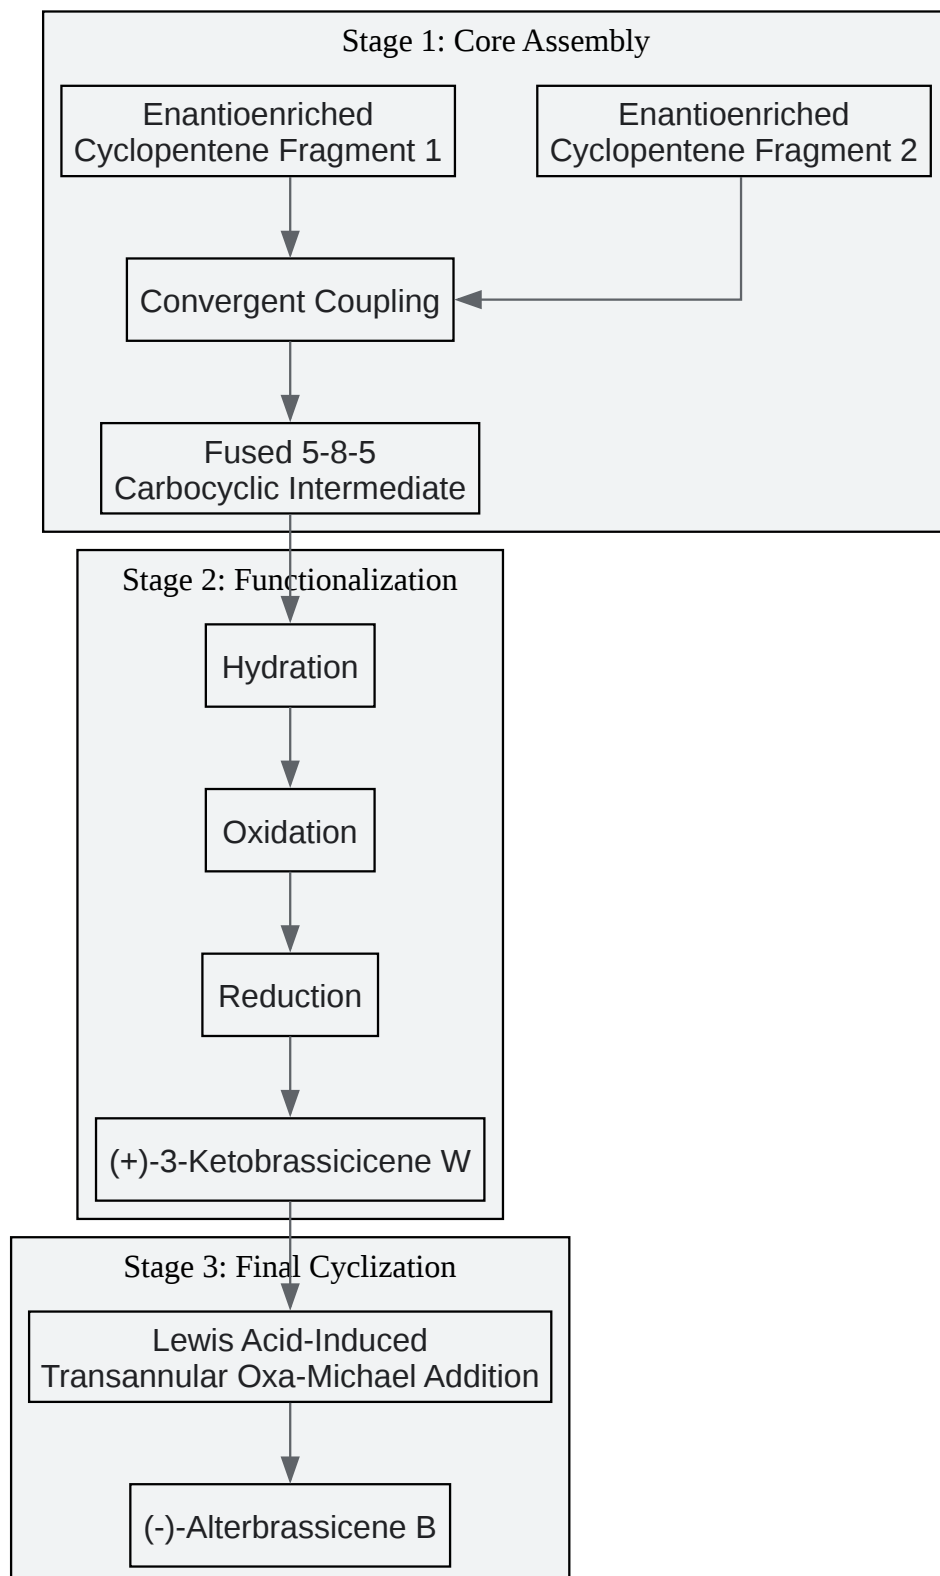 Stage 1: Core Assembly
Enantioenriched
Cyclopentene Fragment 1
Enantioenriched
Cyclopentene Fragment 2
Convergent Coupling
Fused 5-8-5
Carbocyclic Intermediate
Stage 2: Functionalization
Hydration
Oxidation
Reduction
(+)-3-Ketobrassicicene W
Stage 3: Final Cyclization
Lewis Acid-Induced
Transannular Oxa-Michael Addition
(-)-Alterbrassicene B